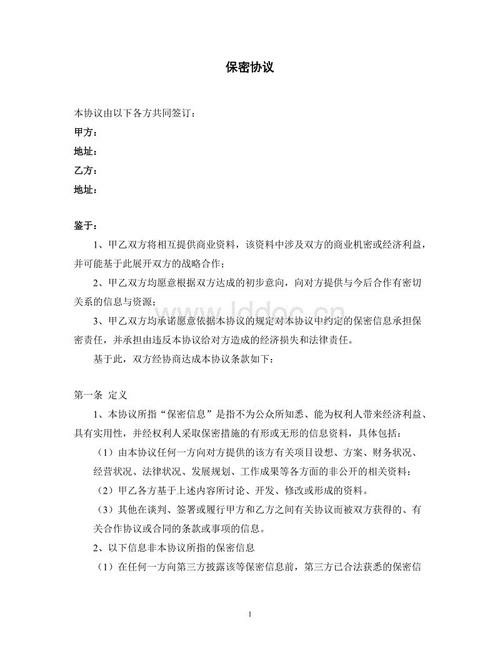 保密协议
本协议由以下各方共同签订：
甲方：
地址：
乙方：
地址：
鉴于：
1、甲乙双方将相互提供商业资料，该资料中涉及双方的商业机密或经济利益，
并可能基于此展开双方的战略合作；
2、甲乙双方均愿意根据双方达成的初步意向，向对方提供与今后合作有密切
关系的信息与资源；
www.lddoc.cn
3、甲乙双方均承诺愿意依据本协议的规定对本协议中约定的保密信息承担保
密责任，并承担由违反本协议给对方造成的经济损失和法律责任。
基于此，双方经协商达成本协议条款如下：
第一条 定义
1、本协议所指“保密信息”是指不为公众所知悉、能为权利人带来经济利益、
具有实用性，并经权利人采取保密措施的有形或无形的信息资料，具体包括：
（1）由本协议任何一方向对方提供的该方有关项目设想、方案、财务状况、
经营状况、法律状况、发展规划、工作成果等各方面的非公开的相关资料；
（2）甲乙各方基于上述内容所讨论、开发、修改或形成的资料。
（3）其他在谈判、签署或履行甲方和乙方之间有关协议而被双方获得的、有
关合作协议或合同的条款或事项的信息。
2、以下信息非本协议所指的保密信息
（1）在任何一方向第三方披露该等保密信息前，第三方已合法获悉的保密信
1